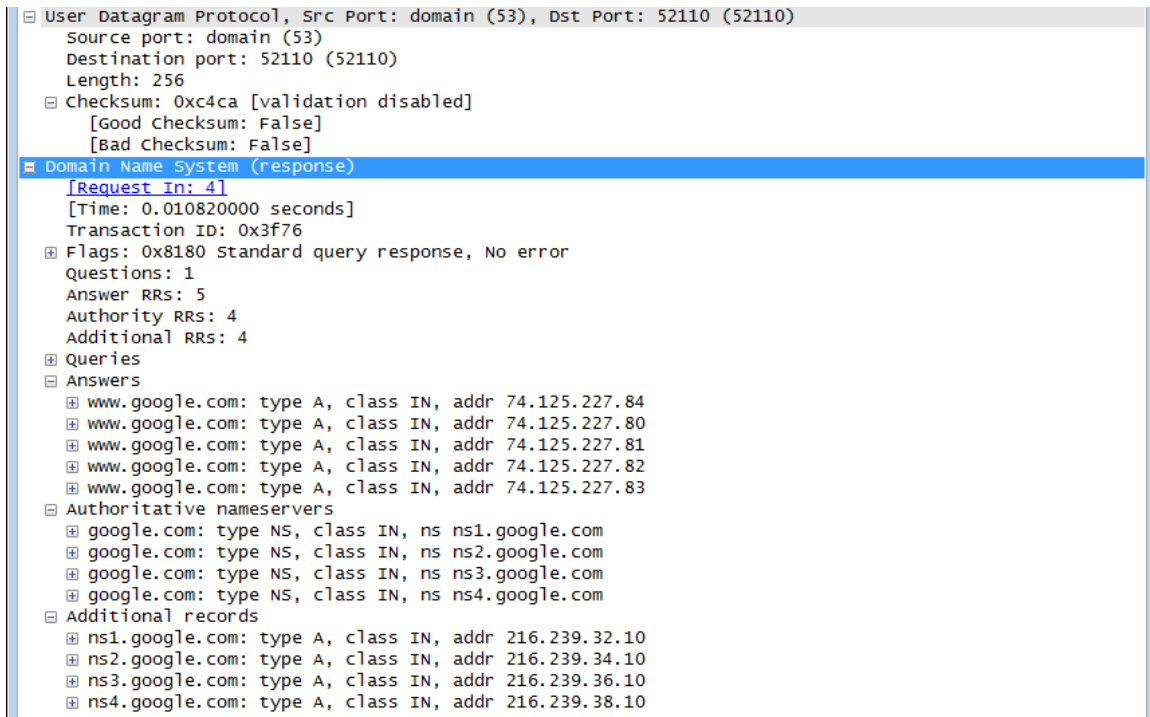 User Datagram Protocol, Src Port: domain (53), Dst Port: 52110 (52110)
Source port: domain (53)
Destination port: 52110 (52110)
Length: 256
Checksum: 0xc4ca [validation disabled]
[Good Checksum: False]
[Bad Checksum: False]
Domain Name System (response)
[Request In: 4]
[Time: 0.010820000 seconds]
Transaction ID: 0x3f76
Flags: 0x8180 Standard query response, No error
Questions: 1
Answer RRs: 5
Authority RRs: 4
Additional RRs: 4
Queries
Answers
www.google.com: type A, class IN, addr 74.125.227.84
www.google.com: type A, class IN, addr 74.125.227.80
www.google.com: type A, class IN, addr 74.125.227.81
www.google.com: type A, class IN, addr 74.125.227.82
www.google.com: type A, class IN, addr 74.125.227.83
Authoritative nameservers
google.com: type NS, class IN, ns ns1.google.com
google.com: type NS, class IN, ns ns2.google.com
google.com: type NS, class IN, ns ns3.google.com
google.com: type NS, class IN, ns ns4.google.com
Additional records
ns1.google.com: type A, class IN, addr 216.239.32.10
ns2.google.com: type A, class IN, addr 216.239.34.10
ns3.google.com: type A, class IN, addr 216.239.36.10
ns4.google.com: type A, class IN, addr 216.239.38.10